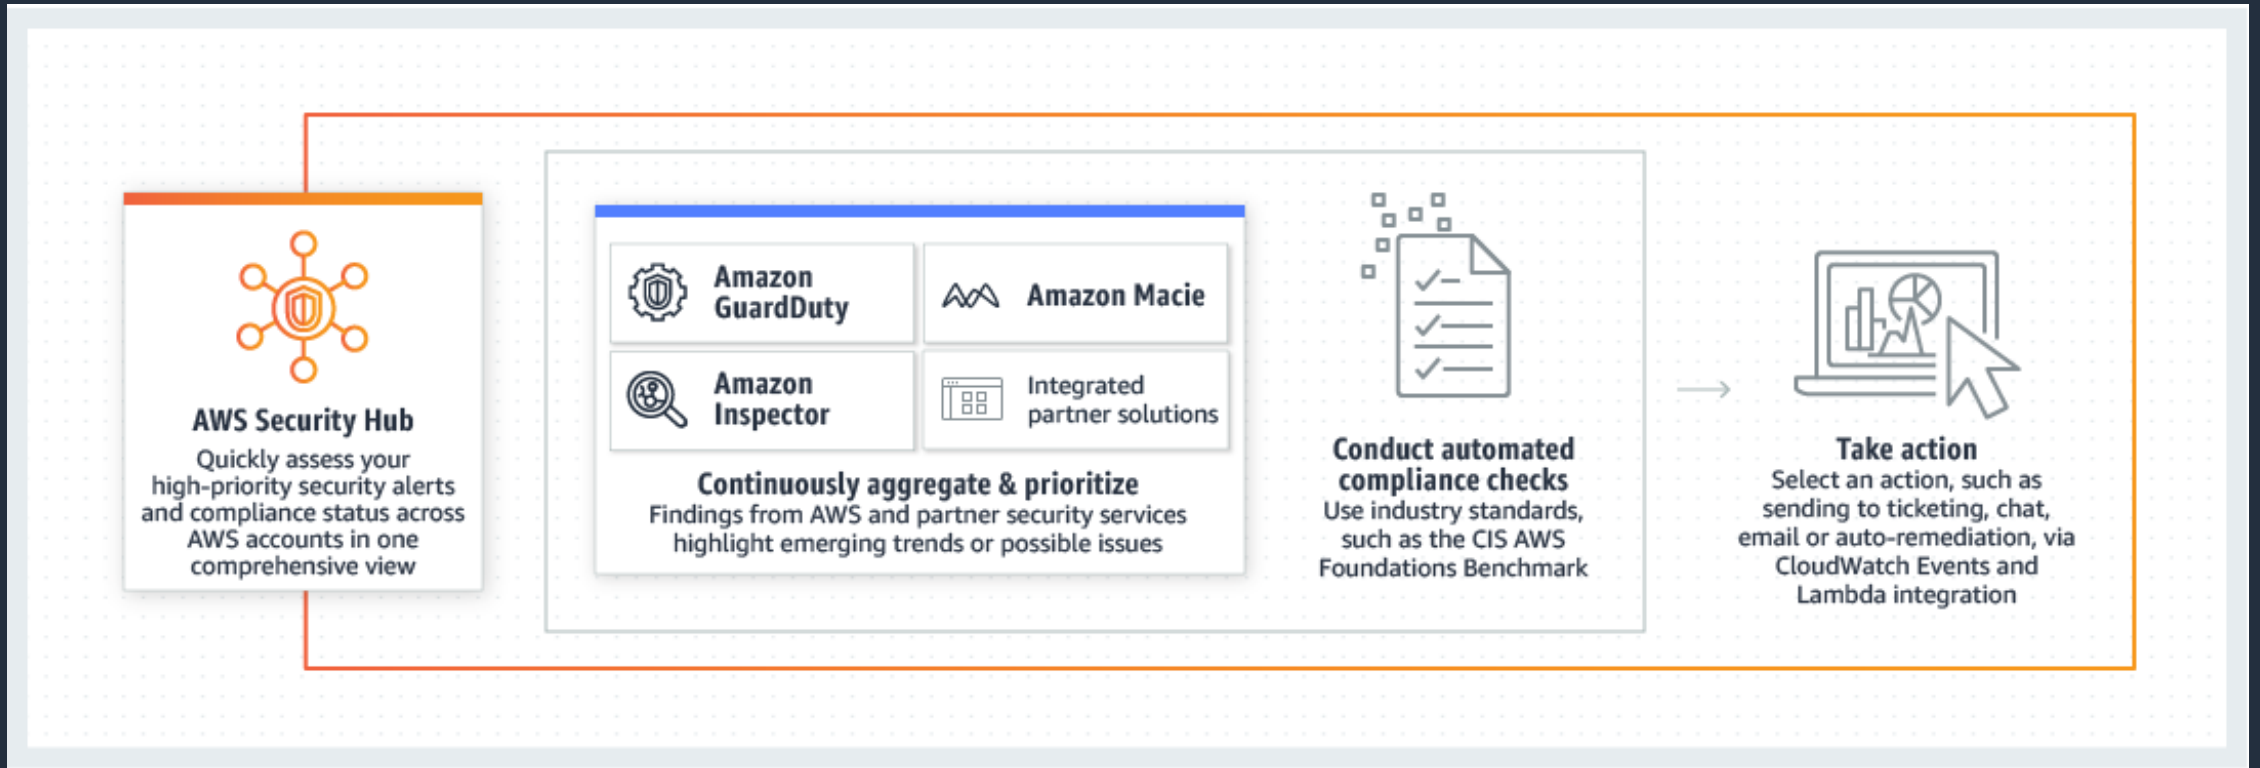 AWS Security Hub
Quickly assess your
high-priority security alerts
and compliance status across
AWS accounts in one
comprehensive view
Amazon
GuardDuty
Amazon Macie
Amazon
Inspector
Integrated
partner solutions
Continuously aggregate & prioritize
Findings from AWS and partner security services
highlight emerging trends or possible issues
Conduct automated
compliance checks
Use industry standards,
such as the CIS AWS
Foundations Benchmark
Take action
Select an action, such as
sending to ticketing, chat,
email or auto-remediation, via
CloudWatch Events and
Lambda integration